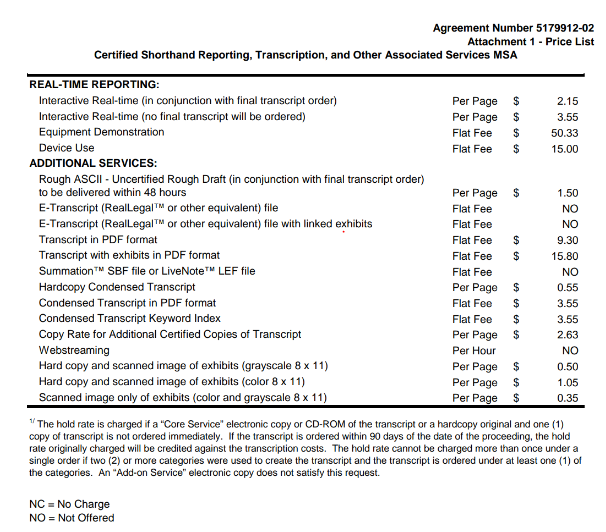 Agreement Number 5179912-02
Attachment 1 - Price List
Certified Shorthand Reporting, Transcription, and Other Associated Services MSA
REAL-TIME REPORTING:
Interactive Real-time (in conjunction with final transcript order) Per Page $ 2.15
Interactive Real-time (no final transcript will be ordered) Per Page $ 3.55
Equipment Demonstration Flat Fee $ 50.33
Device Use Flat Fee $ 15.00
ADDITIONAL SERVICES:
Rough ASCII - Uncertified Rough Draft (in conjunction with final transcript order)
to be delivered within 48 hours Per Page $ 1.50
E-Transcript (RealLegal™ or other equivalent) file Flat Fee NO
E-Transcript (RealLegal™ or other equivalent) file with linked exhibits Flat Fee NO
Transcript in PDF format Flat Fee $ 9.30
Transcript with exhibits in PDF format Flat Fee $ 15.80
Summation™ SBF file or LiveNote™ LEF file Flat Fee NO
Hardcopy Condensed Transcript Per Page $ 0.55
Condensed Transcript in PDF format Flat Fee $ 3.55
Condensed Transcript Keyword Index Flat Fee $ 3.55
Copy Rate for Additional Certified Copies of Transcript Per Page $ 2.63
Webstreaming Per Hour NO
Hard copy and scanned image of exhibits (grayscale 8 x 11) Per Page $ 0.50
Hard copy and scanned image of exhibits (color 8 x 11) Per Page $ 1.05
Scanned image only of exhibits (color and grayscale 8 x 11) Per Page $ 0.35
1/ The hold rate is charged if a "Core Service" electronic copy or CD-ROM of the transcript or a hardcopy original and one (1)
copy of transcript is not ordered immediately. If the transcript is ordered within 90 days of the date of the proceeding, the hold
rate originally charged will be credited against the transcription costs. The hold rate cannot be charged more than once under a
single order if two (2) or more categories were used to create the transcript and the transcript is ordered under at least one (1) of
the categories. An "Add-on Service" electronic copy does not satisfy this request.
NC = No Charge
NO = Not Offered